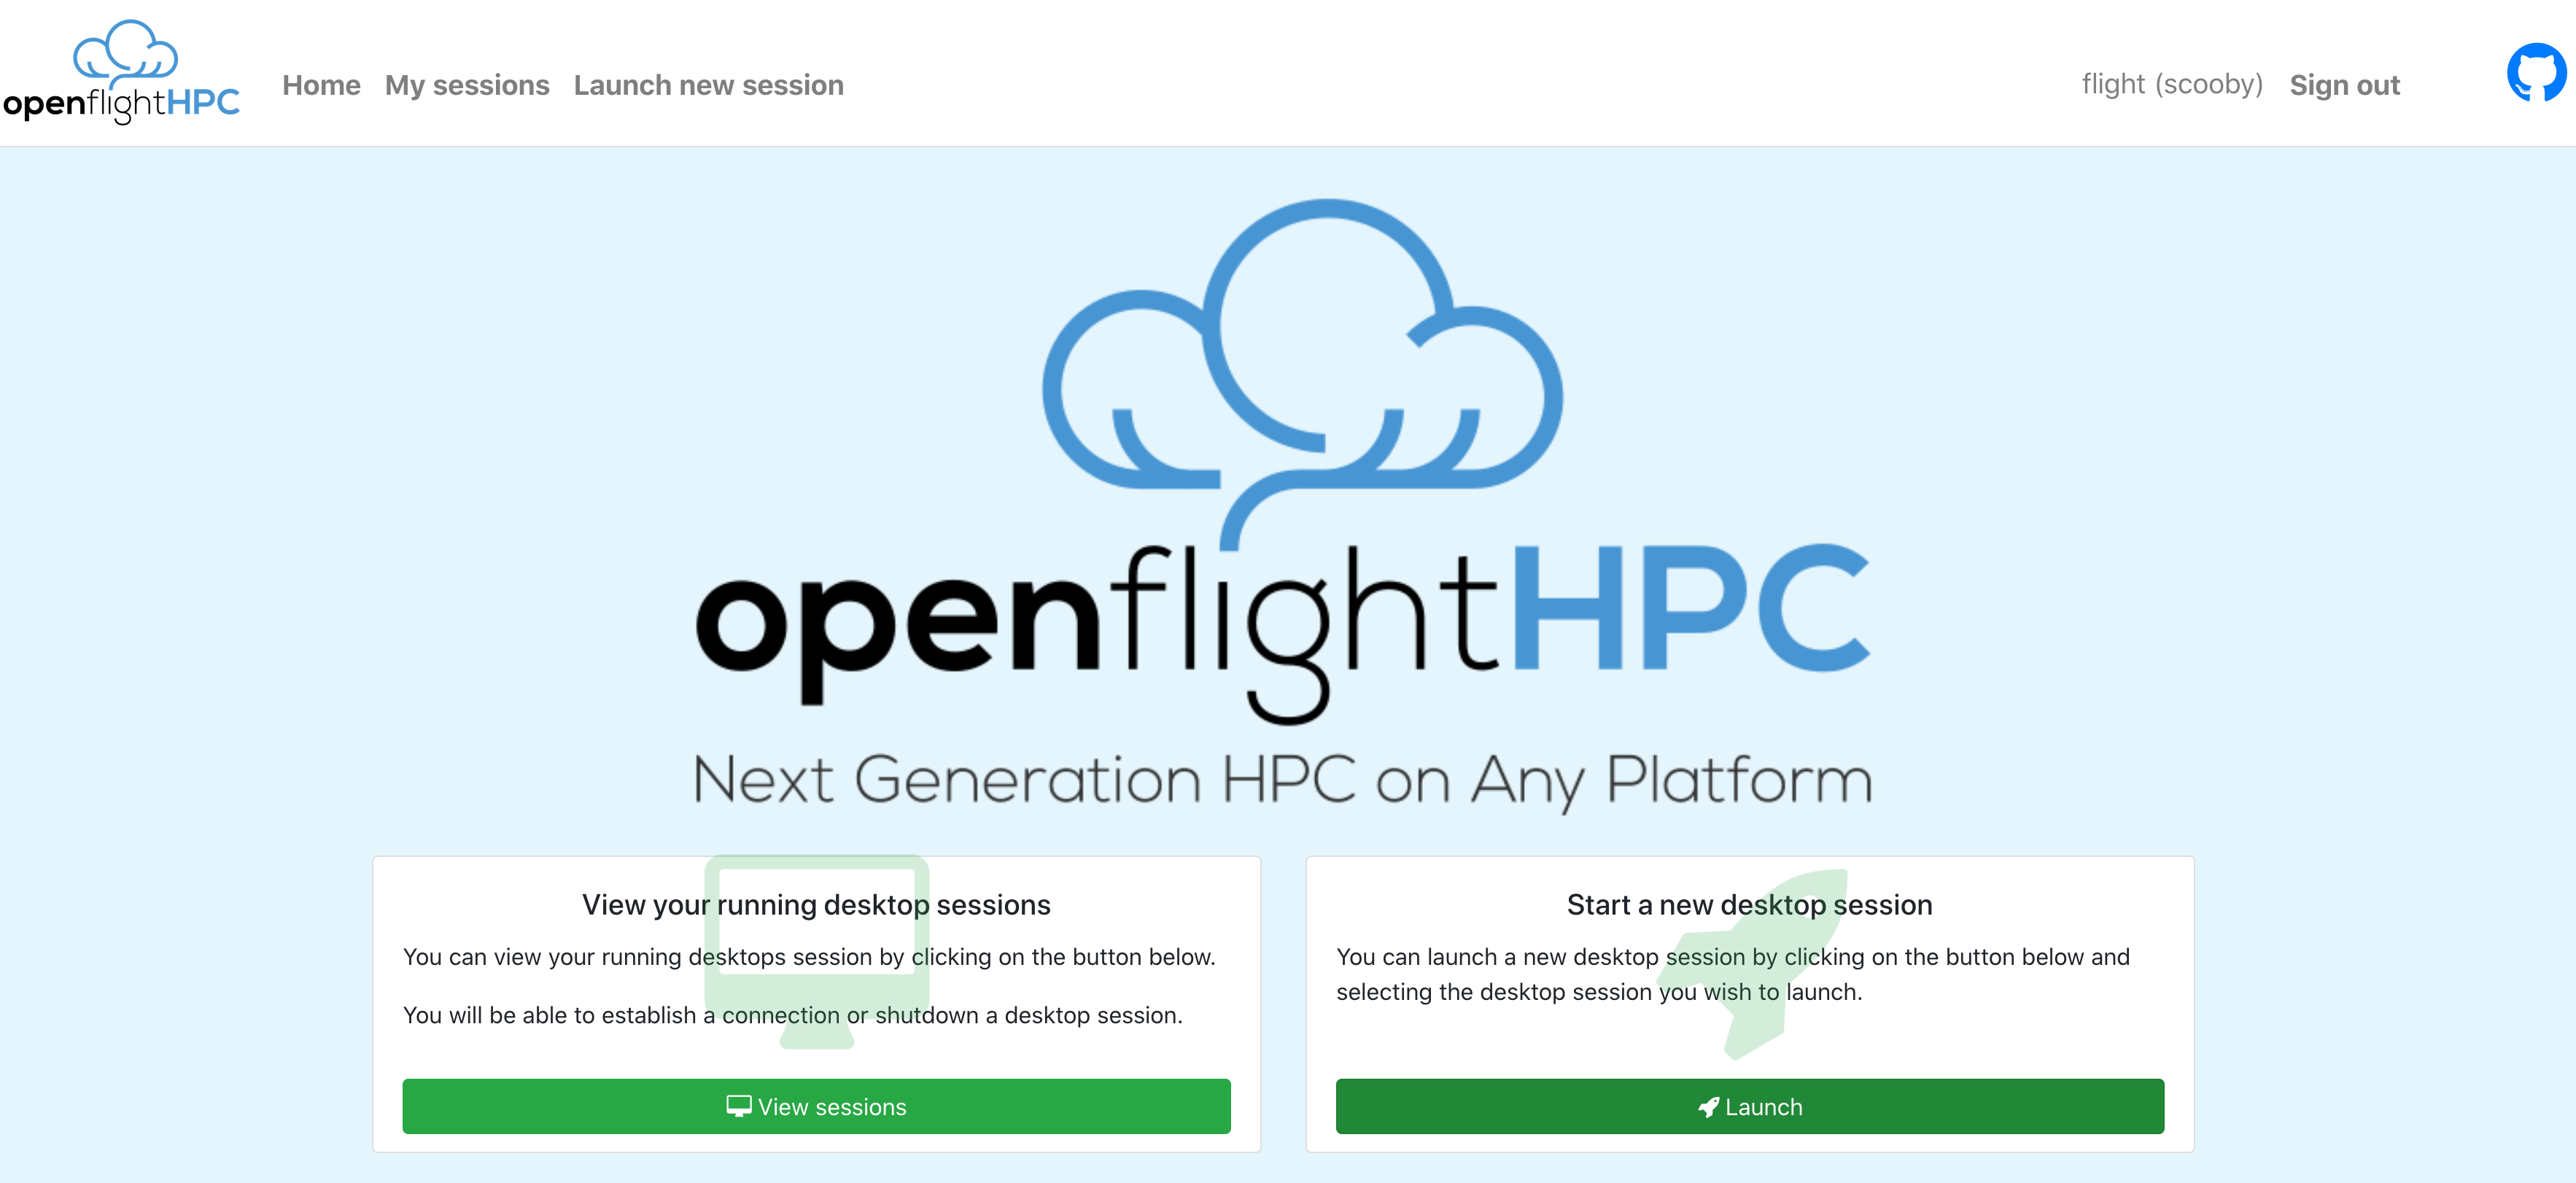 openflightHPC
Home My sessions Launch new session
flight (scooby) Sign out
openflightHPC
Next Generation HPC on Any Platform
View your running desktop sessions
You can view your running desktops session by clicking on the button below.
You will be able to establish a connection or shutdown a desktop session.
View sessions
Start a new desktop session
You can launch a new desktop session by clicking on the button below and
selecting the desktop session you wish to launch.
Launch